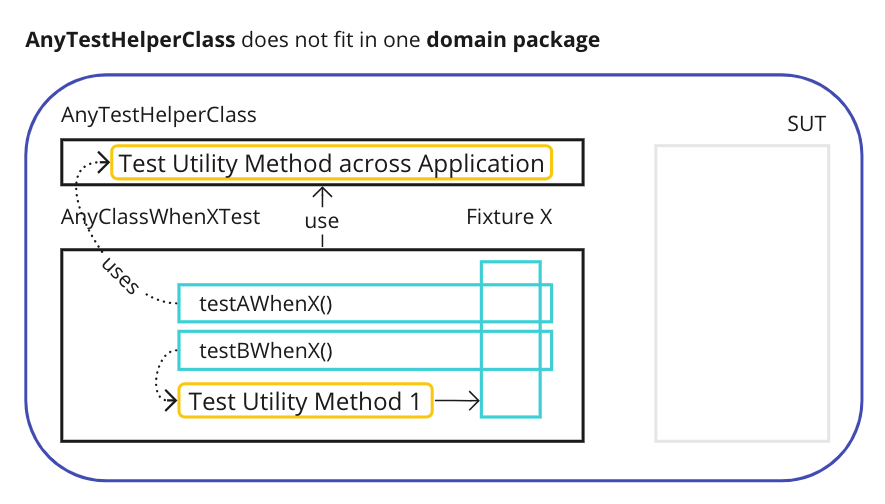 AnyTestHelperClass does not fit in one domain package
AnyTestHelperClass
SUT
Test Utility Method across Application
AnyClassWhenXTest
use
Fixture X
uses
testAWhenX()
testBWhenX()
Test Utility Method 1